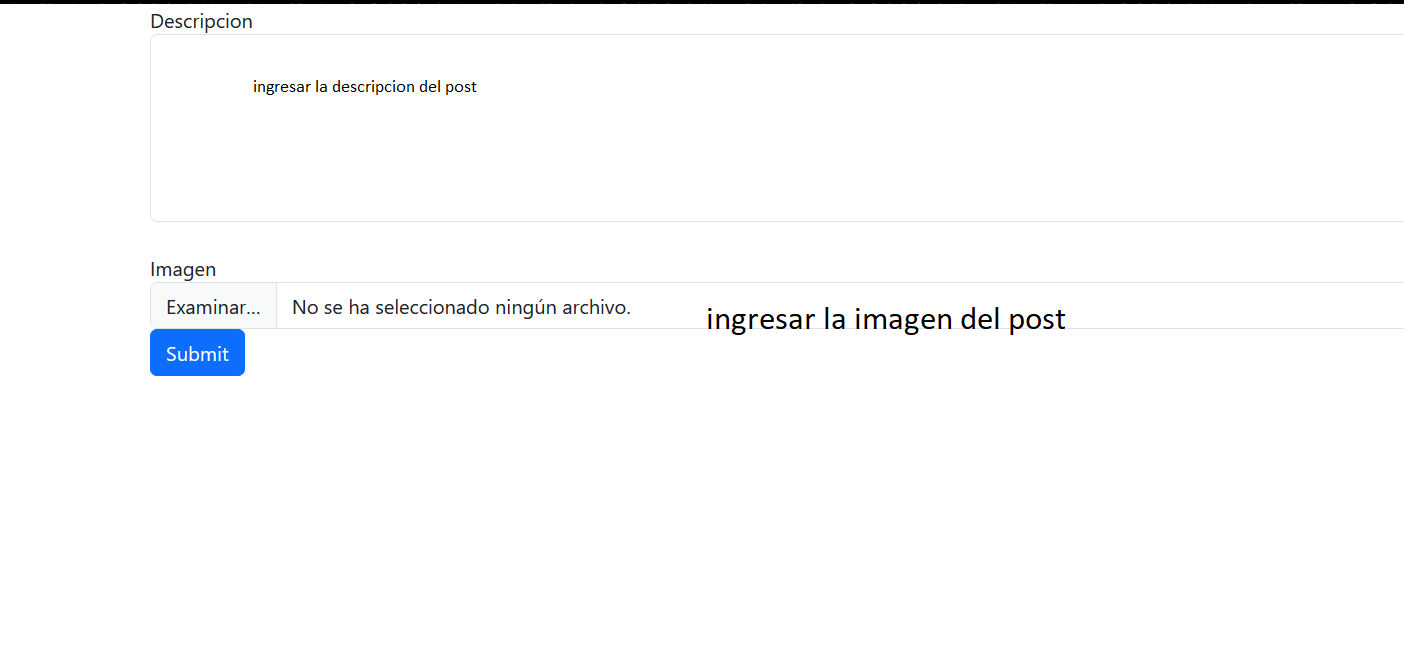 Descripcion
ingresar la descripcion del post
Imagen
Examinar... No se ha seleccionado ningún archivo. ingresar la imagen del post
Submit